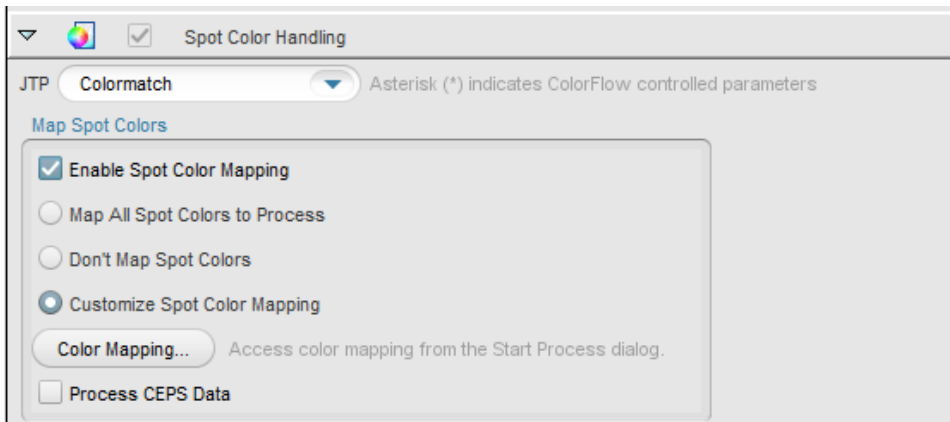 Spot Color Handling
JTP Colormatch Asterisk (*) indicates ColorFlow controlled parameters
Map Spot Colors
Enable Spot Color Mapping
Map All Spot Colors to Process
Don't Map Spot Colors
Customize Spot Color Mapping
Color Mapping... Access color mapping from the Start Process dialog.
Process CEPS Data